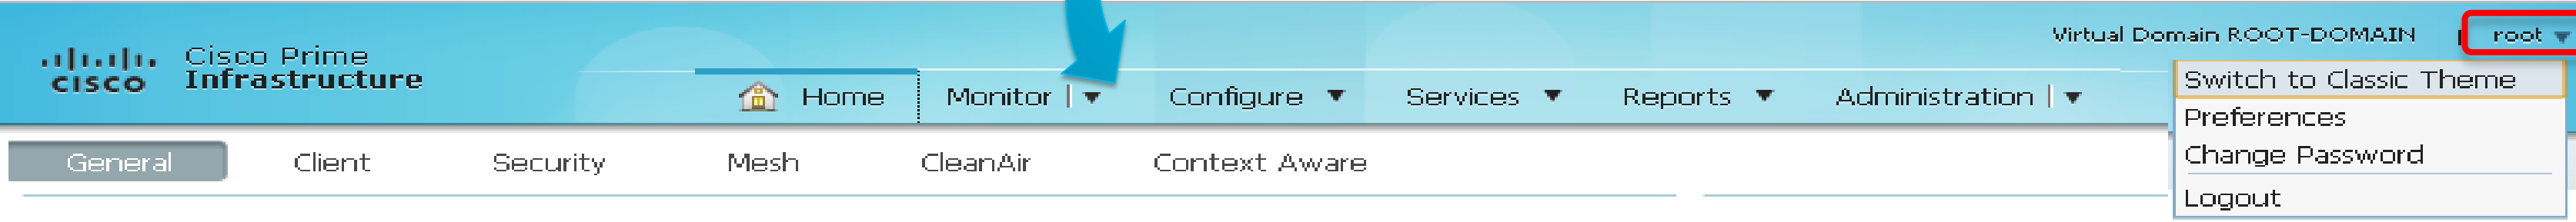 Virtual Domain ROOT-DOMAIN | root
CISCO
Cisco Prime
Infrastructure
Home Monitor Configure Services Reports Administration
Switch to Classic Theme
Preferences
Change Password
Logout
General Client Security Mesh CleanAir Context Aware